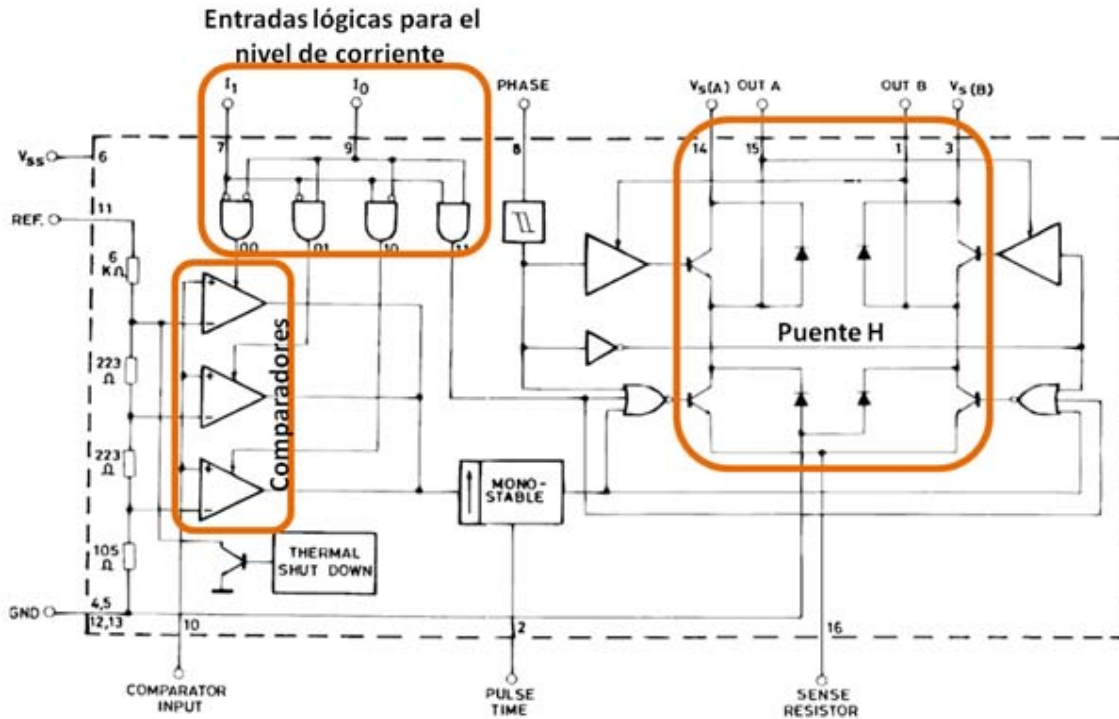 Entradas lógicas para el
nivel de corriente
I1
I0
PHASE
Vs(A)
OUT A
OUT B
Vs(B)
Vss
6
7
9
8
14
15
1
3
REF.
11
00
01
10
11
6
KΩ
223
Ω
223
Ω
105
Ω
Comparadores
Puente H
MONO-
STABLE
THERMAL
SHUT DOWN
GND
4,5
12,13
10
2
16
COMPARATOR
INPUT
PULSE
TIME
SENSE
RESISTOR